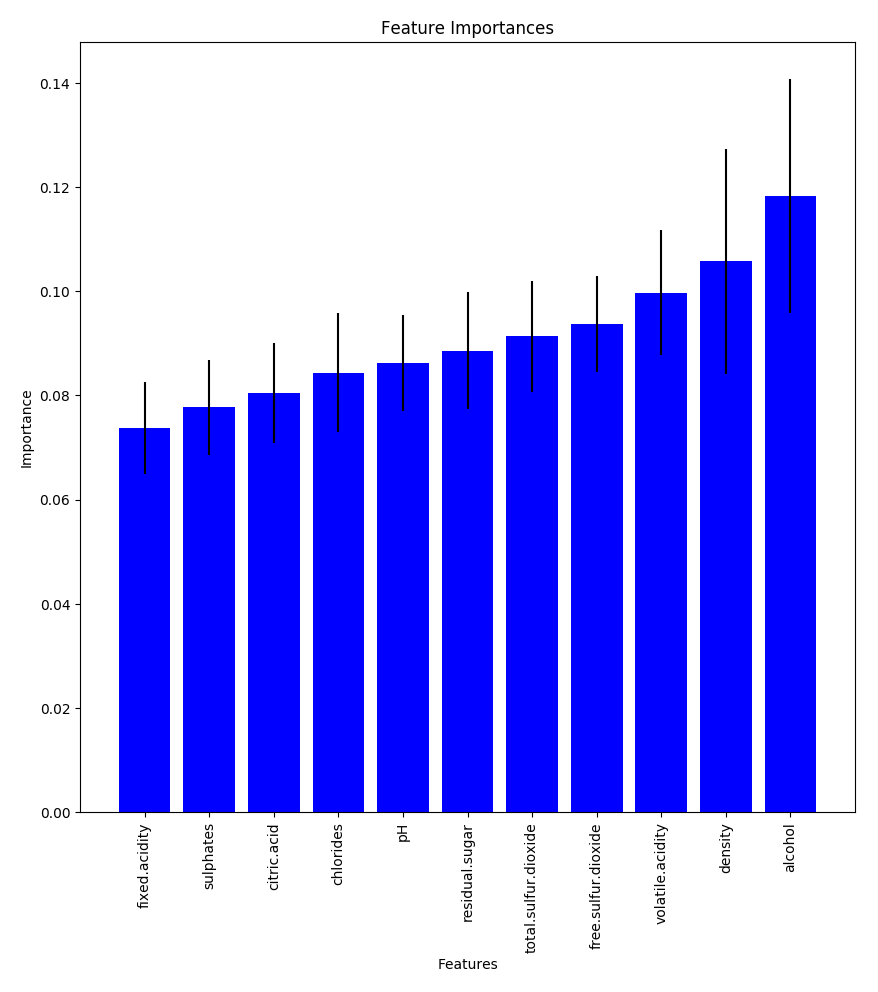 Feature Importances
0.14
0.12
0.10
0.08
0.06
0.04
0.02
0.00
Importance
fixed.acidity
sulphates
citric.acid
chlorides
pH
residual.sugar
total.sulfur.dioxide
free.sulfur.dioxide
volatile.acidity
density
alcohol
Features